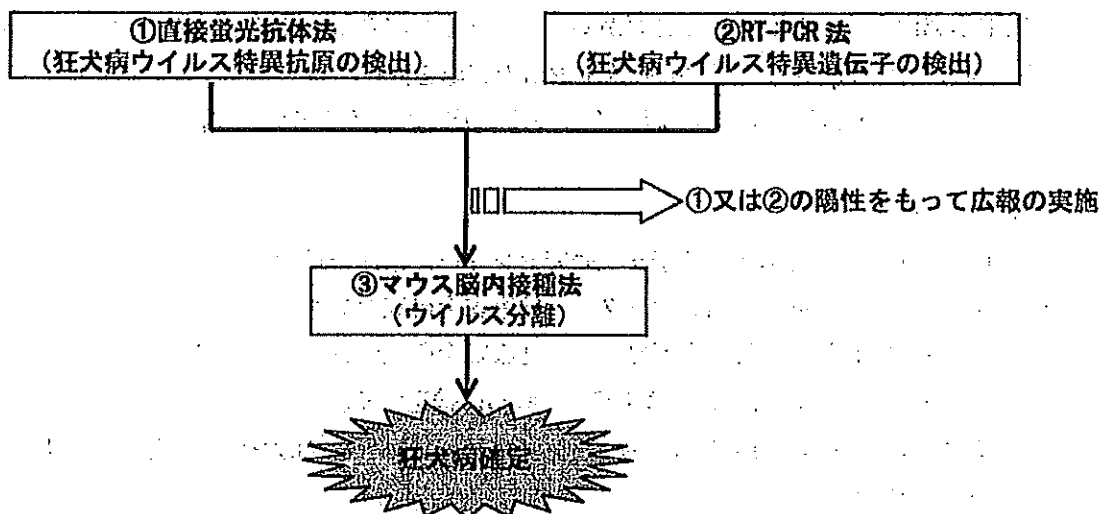 ①直接蛍光抗体法
（狂犬病ウイルス特異抗原の検出）
②RT-PCR 法
（狂犬病ウイルス特異遺伝子の検出）
①又は②の陽性をもって広報の実施
③マウス脳内接種法
（ウイルス分離）
狂犬病確定